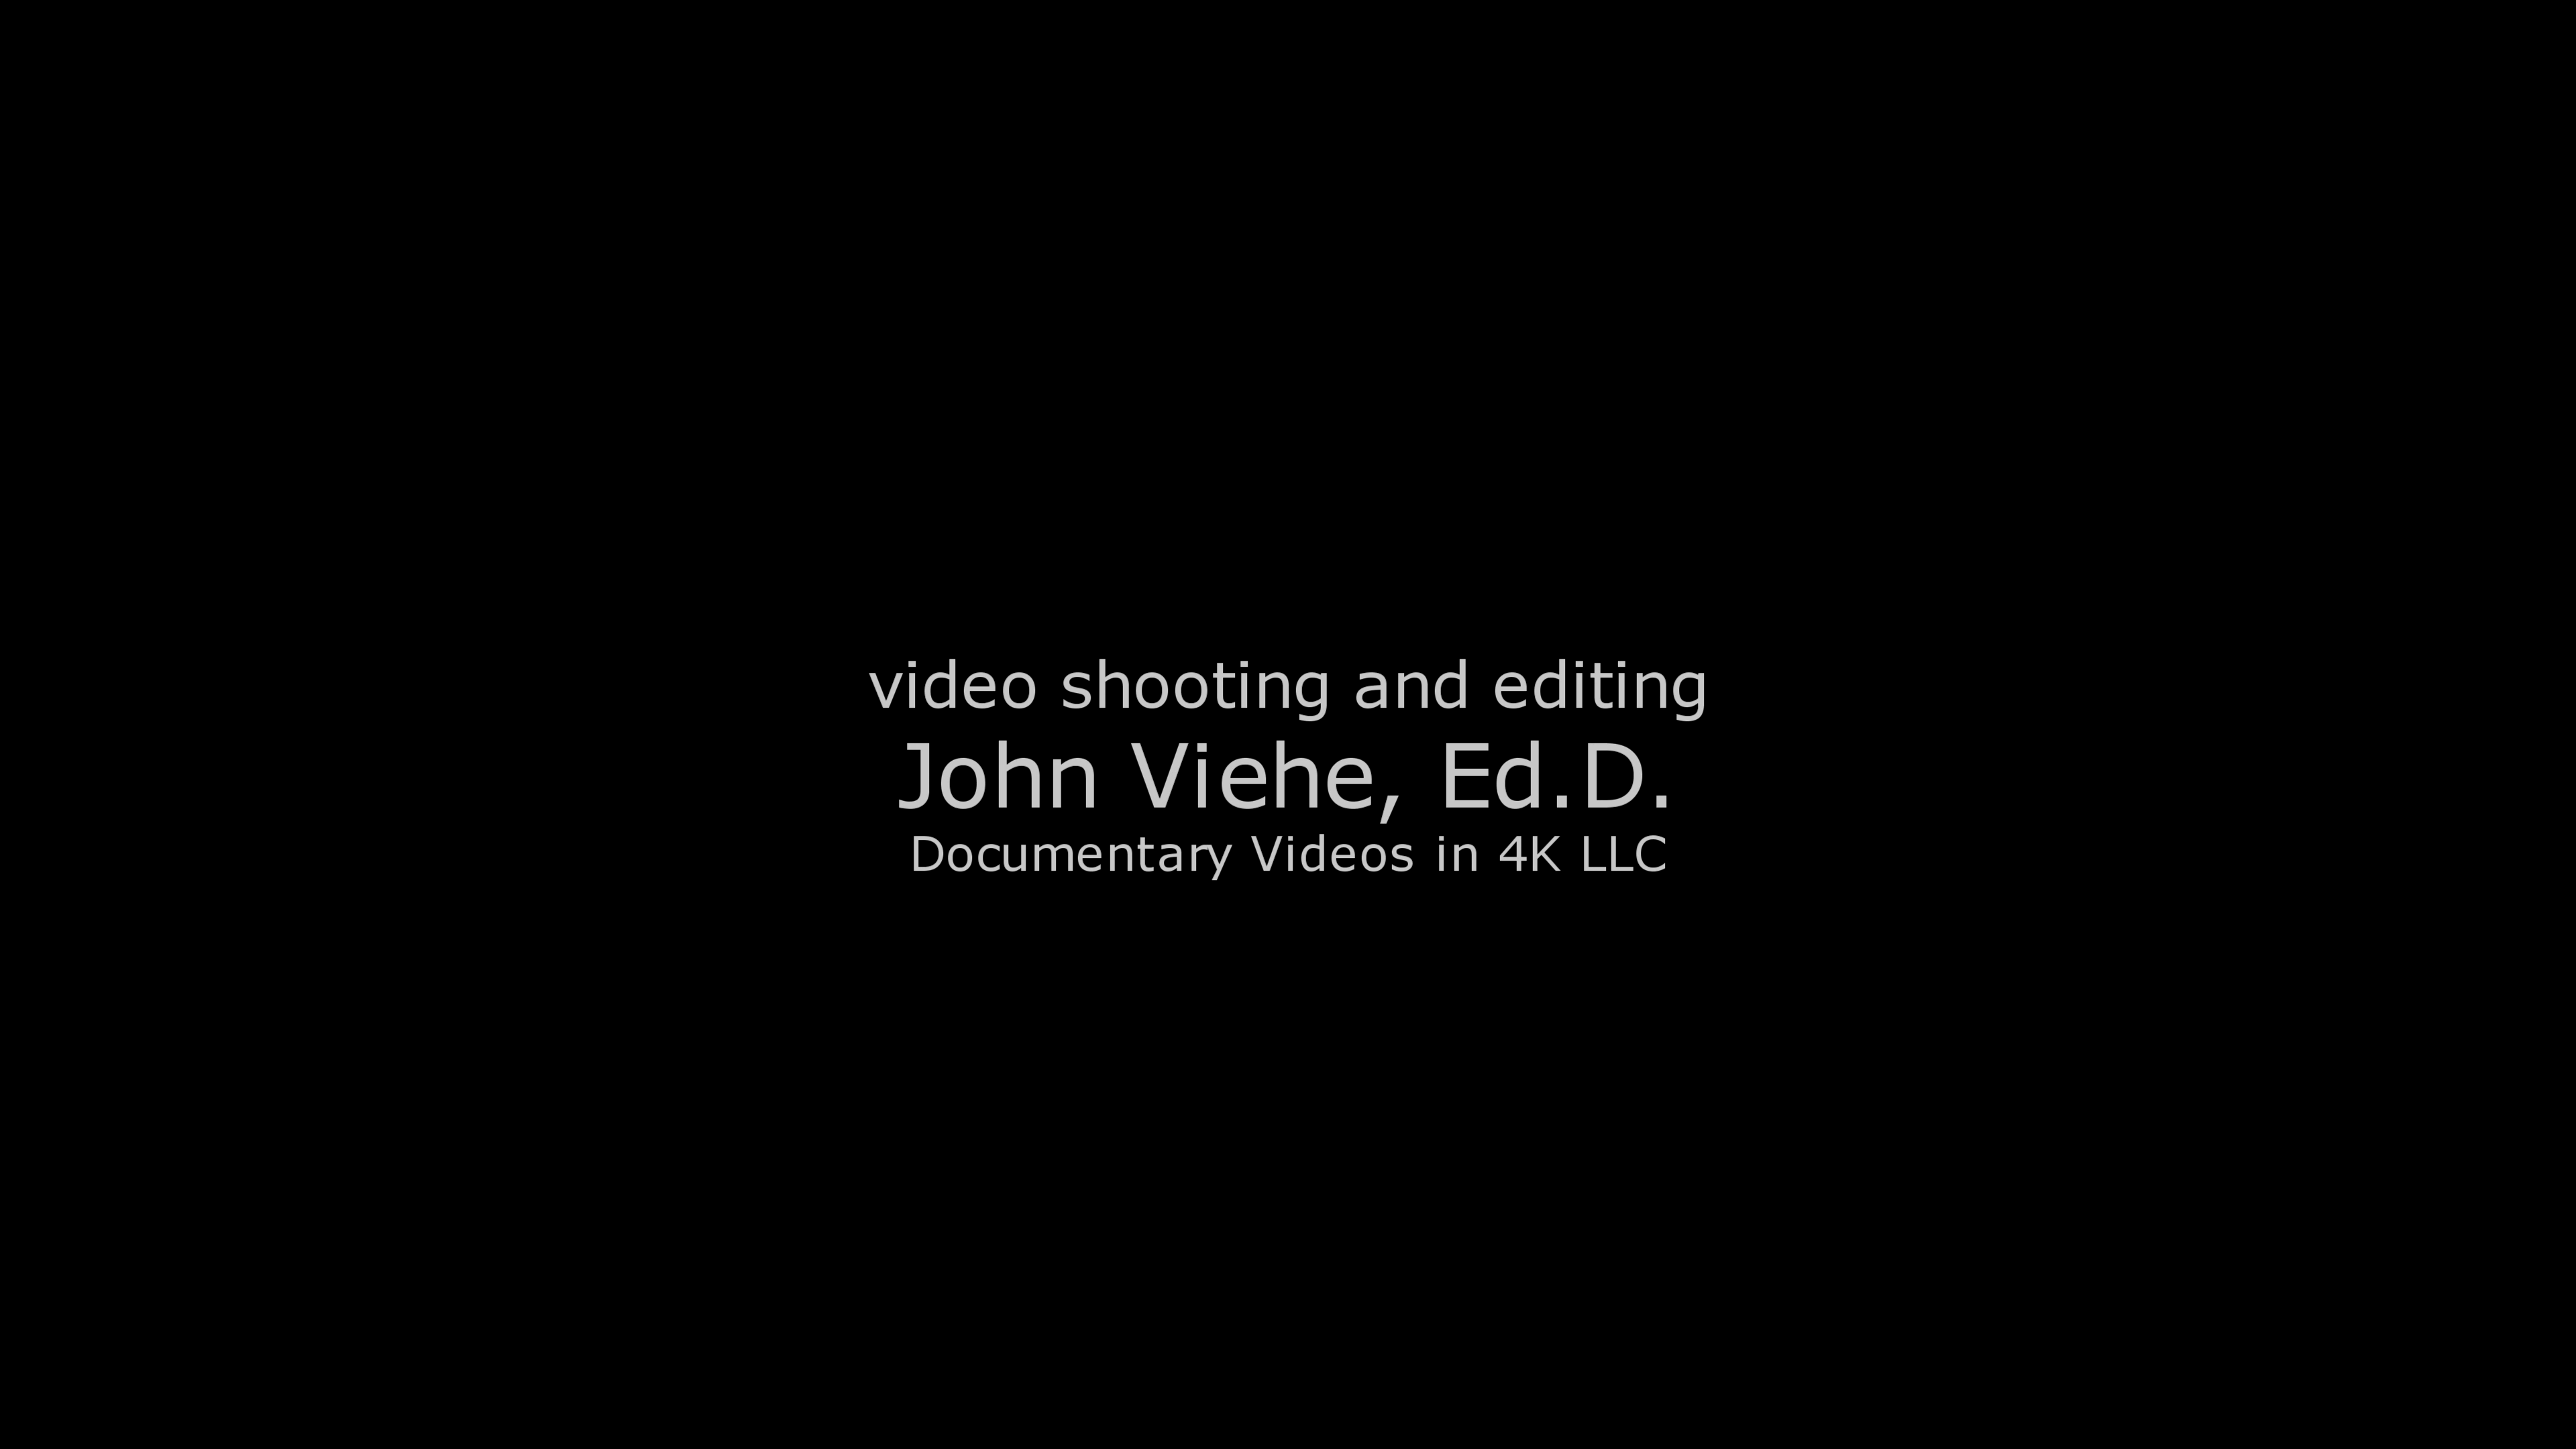 video shooting and editing
John Viehe, Ed.D.
Documentary Videos in 4K LLC